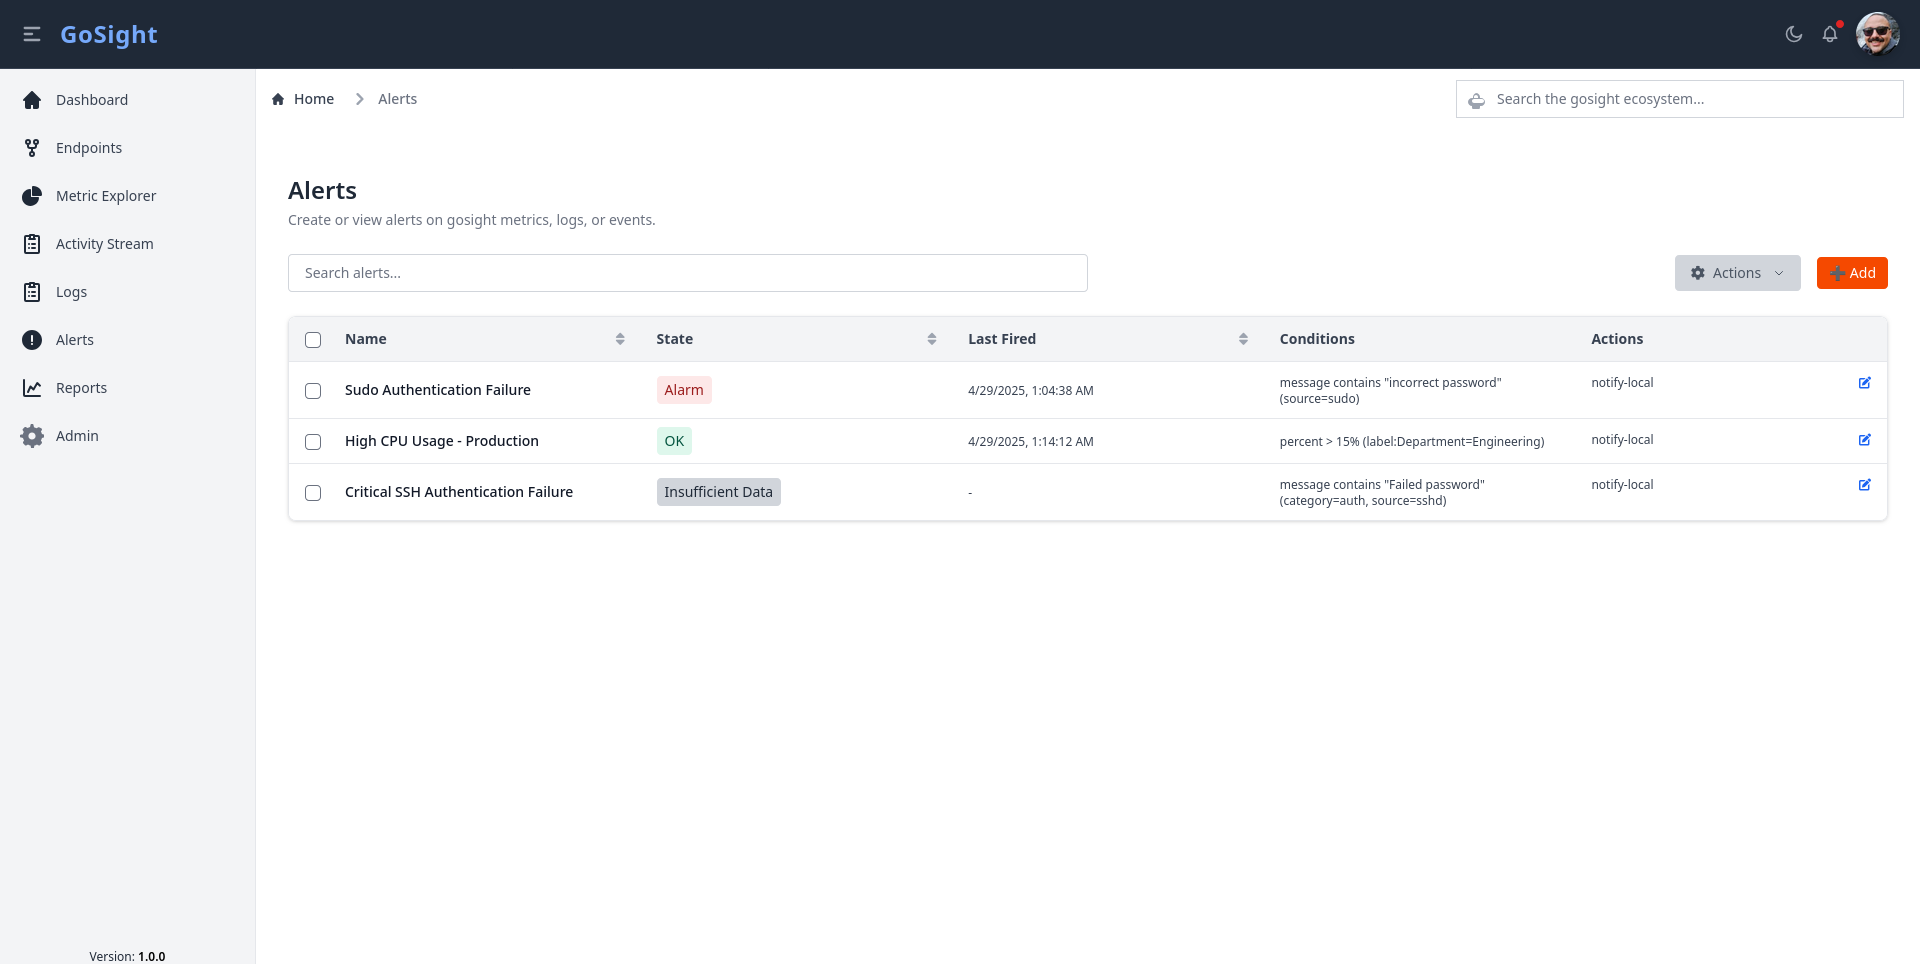 GoSight
Dashboard
Endpoints
Metric Explorer
Activity Stream
Logs
Alerts
Reports
Admin
Version: 1.0.0
Home
Alerts
Search the gosight ecosystem...
Alerts
Create or view alerts on gosight metrics, logs, or events.
Search alerts...
Actions
Add
Name State Last Fired Conditions Actions
Sudo Authentication Failure Alarm 4/29/2025, 1:04:38 AM message contains "incorrect password" notify-local
(source=sudo)
High CPU Usage - Production OK 4/29/2025, 1:14:12 AM percent > 15% (label:Department=Engineering) notify-local
Critical SSH Authentication Failure Insufficient Data - message contains "Failed password" notify-local
(category=auth, source=sshd)